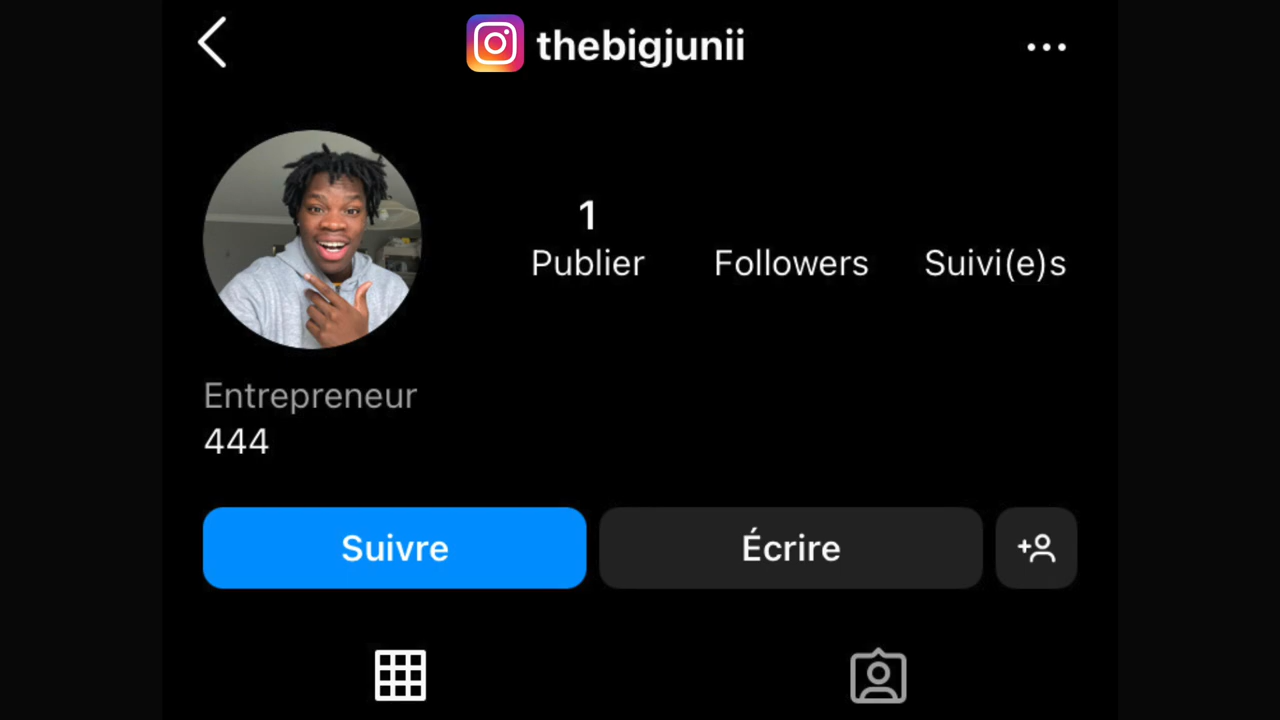 thebigjunii
1
Publier Followers Suivi(e)s
Entrepreneur
444
Suivre Écrire